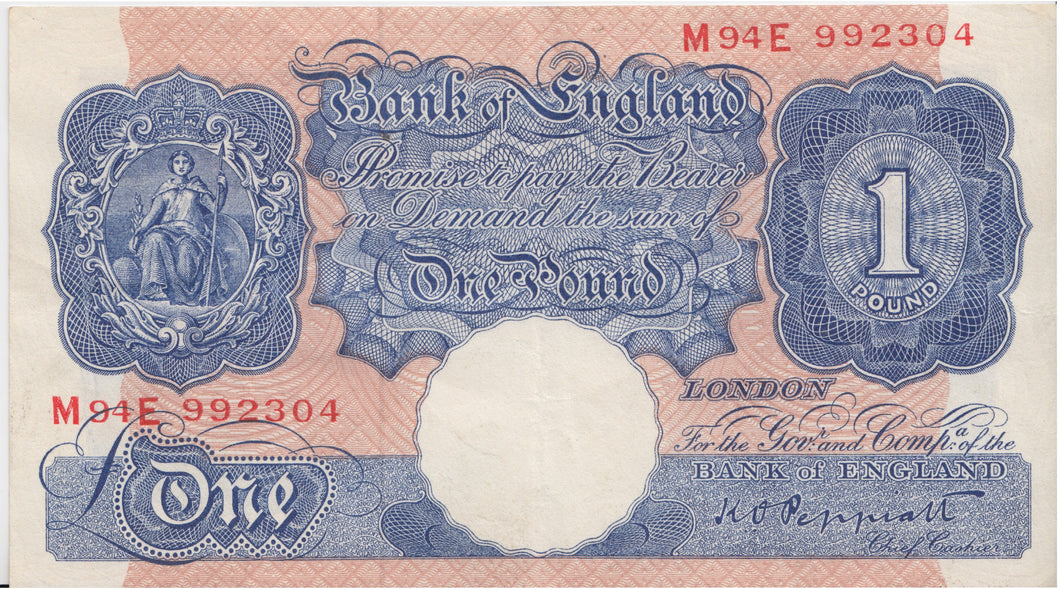 M94E 992304
Bank of England
Promise to pay the Bearer
on Demand the sum of
One Pound
1
POUND
LONDON
M94E 992304
For the Govr. and Compa. of the
BANK of ENGLAND
£One
K O Peppiatt
Chief Cashier